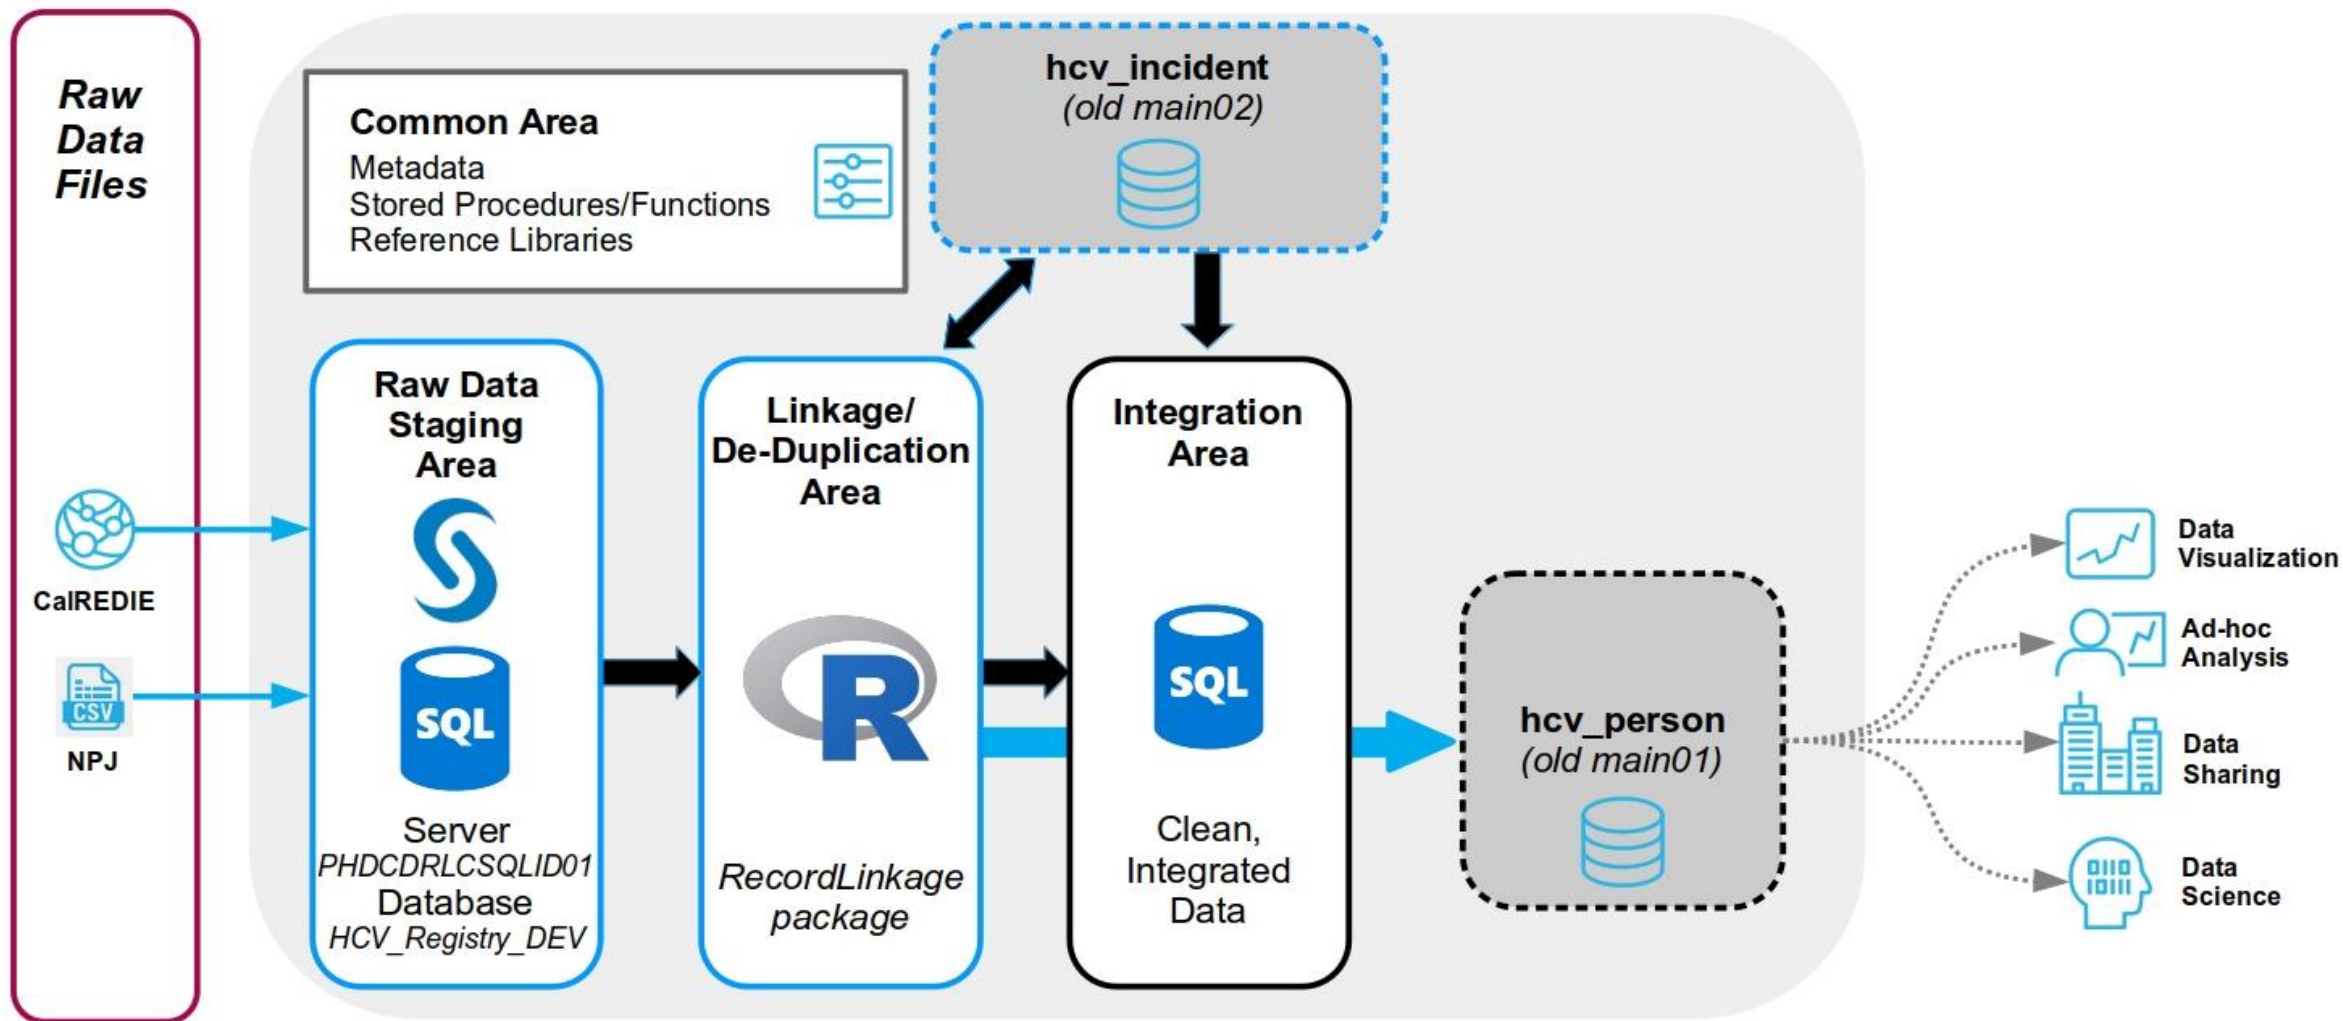 Raw
Data
Files
CalREDIE
CSV
NPJ
Common Area
Metadata
Stored Procedures/Functions
Reference Libraries
hcv_incident
(old main02)
Raw Data
Staging
Area
SQL
Server
PHDCDRLCSQLID01
Database
HCV_Registry_DEV
Linkage/
De-Duplication
Area
R
RecordLinkage
package
Integration
Area
SQL
Clean,
Integrated
Data
hcv_person
(old main01)
Data
Visualization
Ad-hoc
Analysis
Data
Sharing
Data
Science